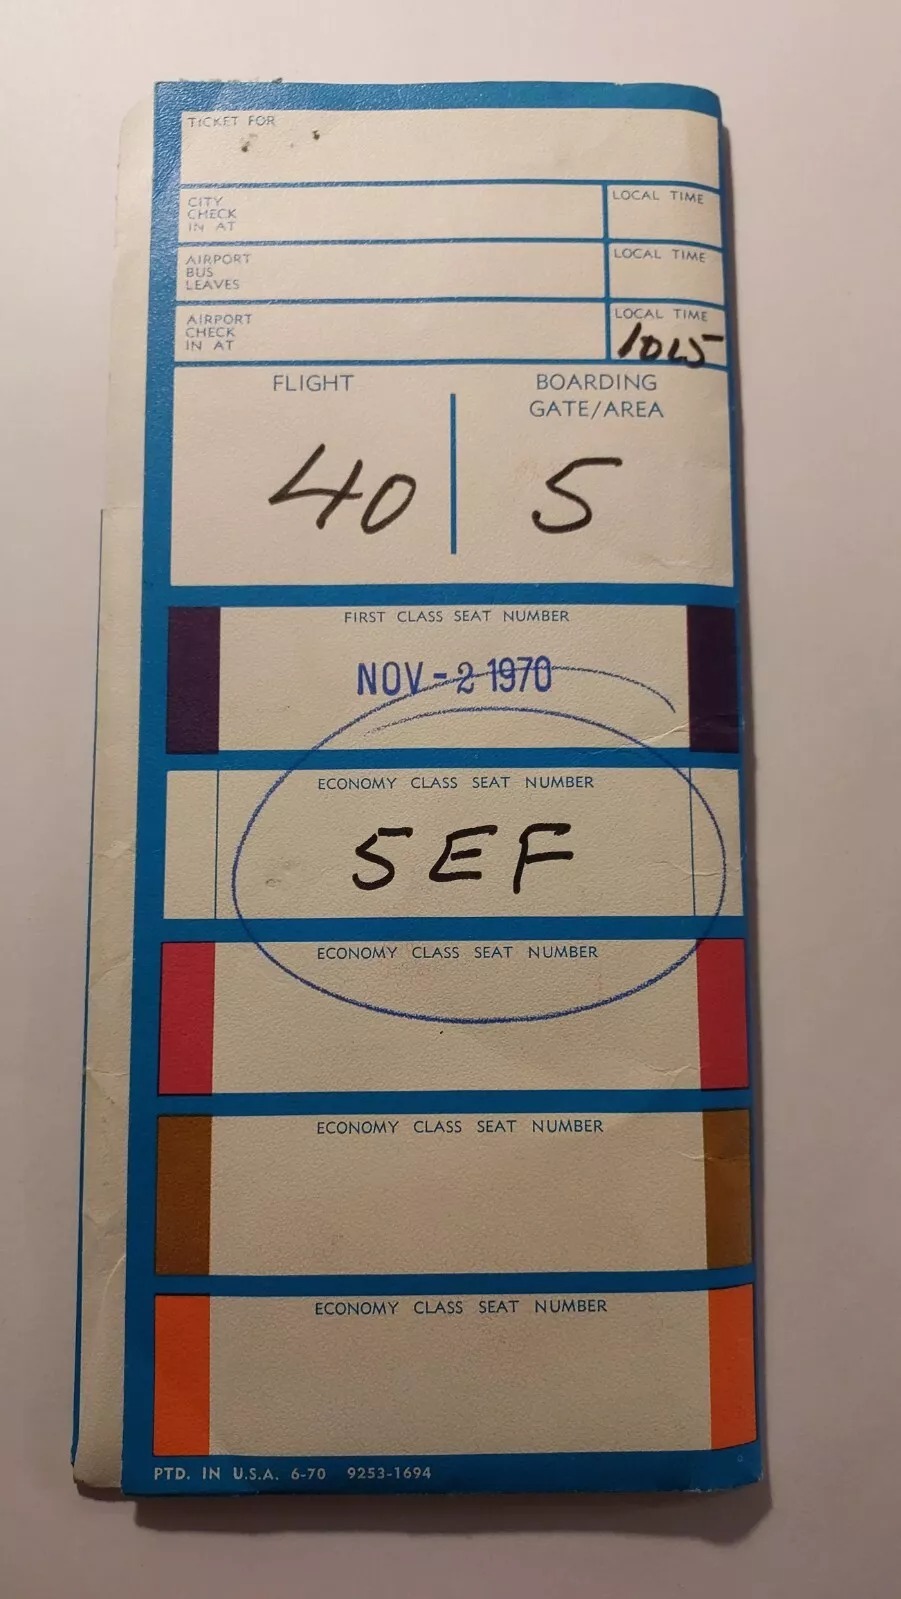 TICKET FOR
CITY
CHECK
IN AT
LOCAL TIME
AIRPORT
BUS
LEAVES
LOCAL TIME
AIRPORT
CHECK
IN AT
LOCAL TIME
1015
FLIGHT
BOARDING
GATE/AREA
40
5
FIRST CLASS SEAT NUMBER
NOV - 2 1970
ECONOMY CLASS SEAT NUMBER
5EF
ECONOMY CLASS SEAT NUMBER
ECONOMY CLASS SEAT NUMBER
ECONOMY CLASS SEAT NUMBER
PTD. IN U.S.A. 6-70 9253-1694